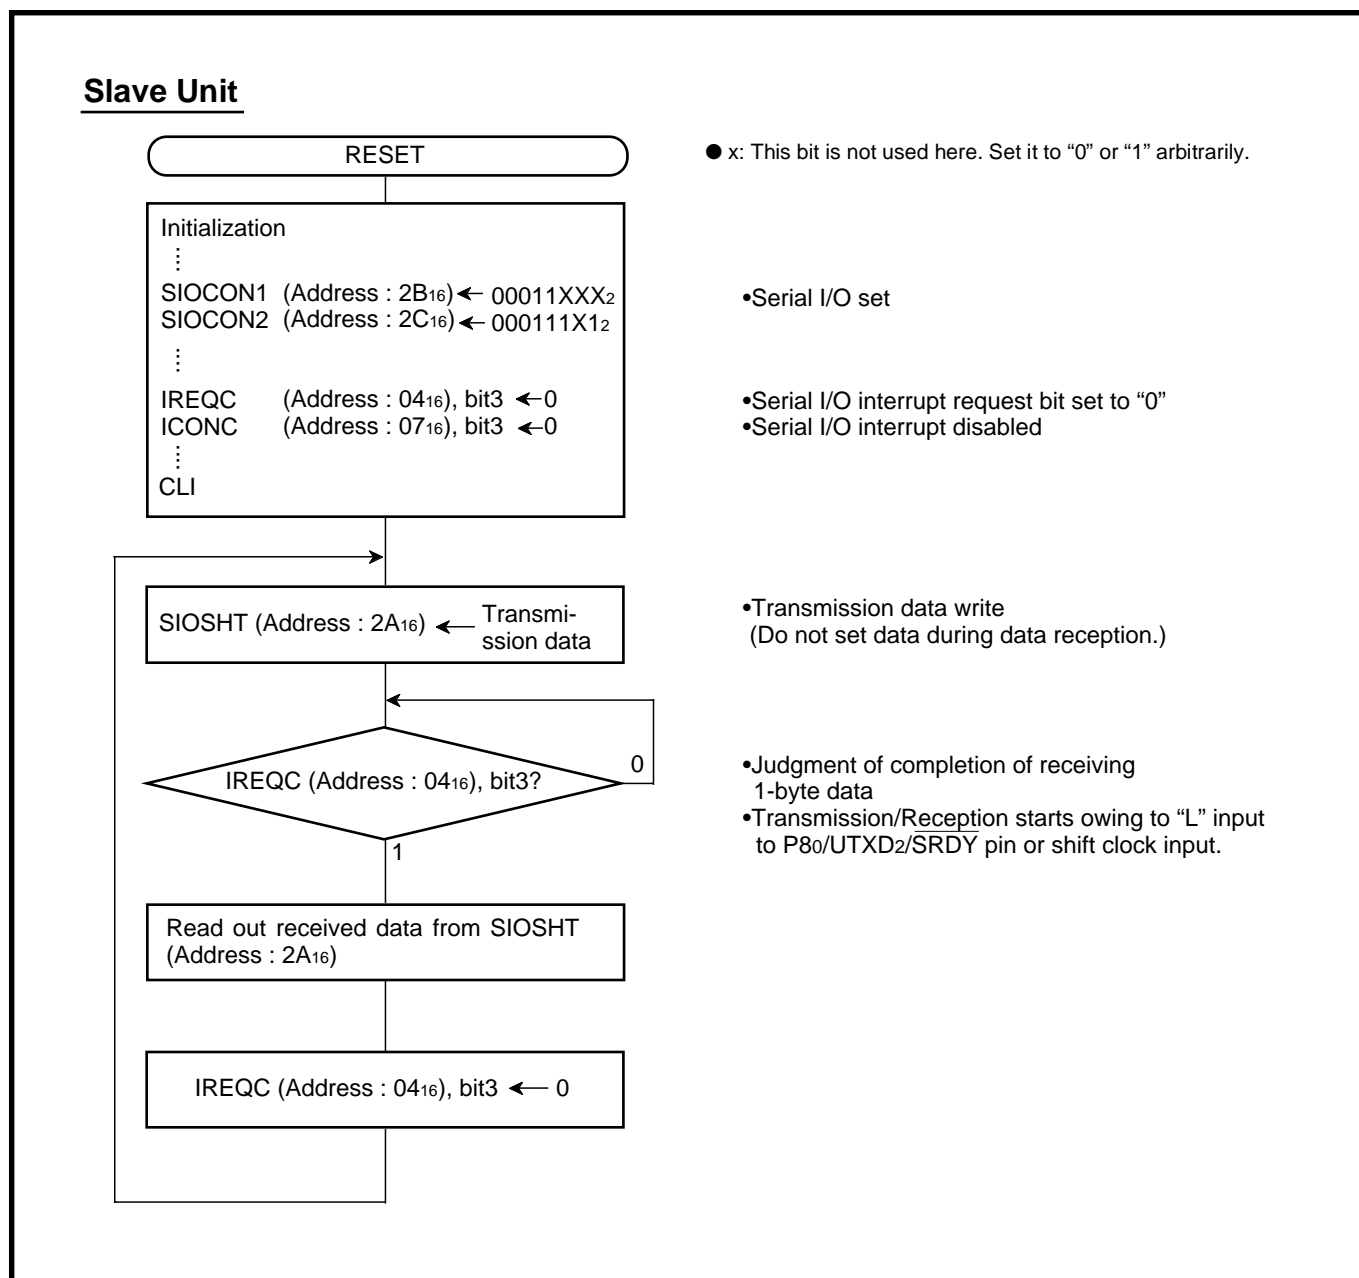 Slave Unit
RESET
● x: This bit is not used here. Set it to “0” or “1” arbitrarily.
Initialization
SIOCON1 (Address : 2B16) ← 00011XXX2
•Serial I/O set
SIOCON2 (Address : 2C16) ← 000111X12
IREQC (Address : 0416), bit3 ← 0
•Serial I/O interrupt request bit set to “0”
ICONC (Address : 0716), bit3 ← 0
•Serial I/O interrupt disabled
CLI
SIOSHT (Address : 2A16) ← Transmi-
ssion data
•Transmission data write
(Do not set data during data reception.)
IREQC (Address : 0416), bit3?
0
1
•Judgment of completion of receiving
1-byte data
•Transmission/Reception starts owing to “L” input
to P80/UTXD2/SRDY pin or shift clock input.
Read out received data from SIOSHT
(Address : 2A16)
IREQC (Address : 0416), bit3 ← 0